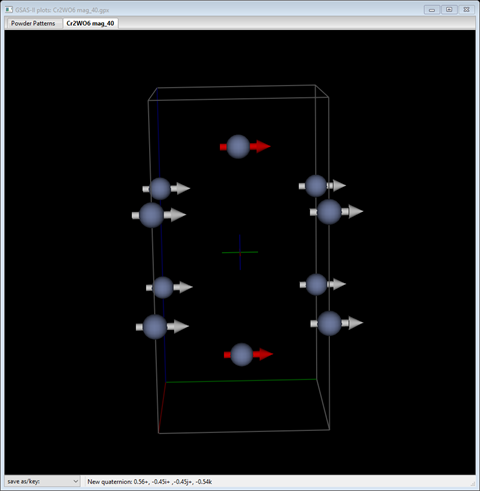 GSAS-II plots: Cr2WO6 mag_40.gpx
Powder Patterns Cr2WO6 mag_40
save as/key: New quaternion: 0.56+, -0.45i+ ,-0.45j+, -0.54k